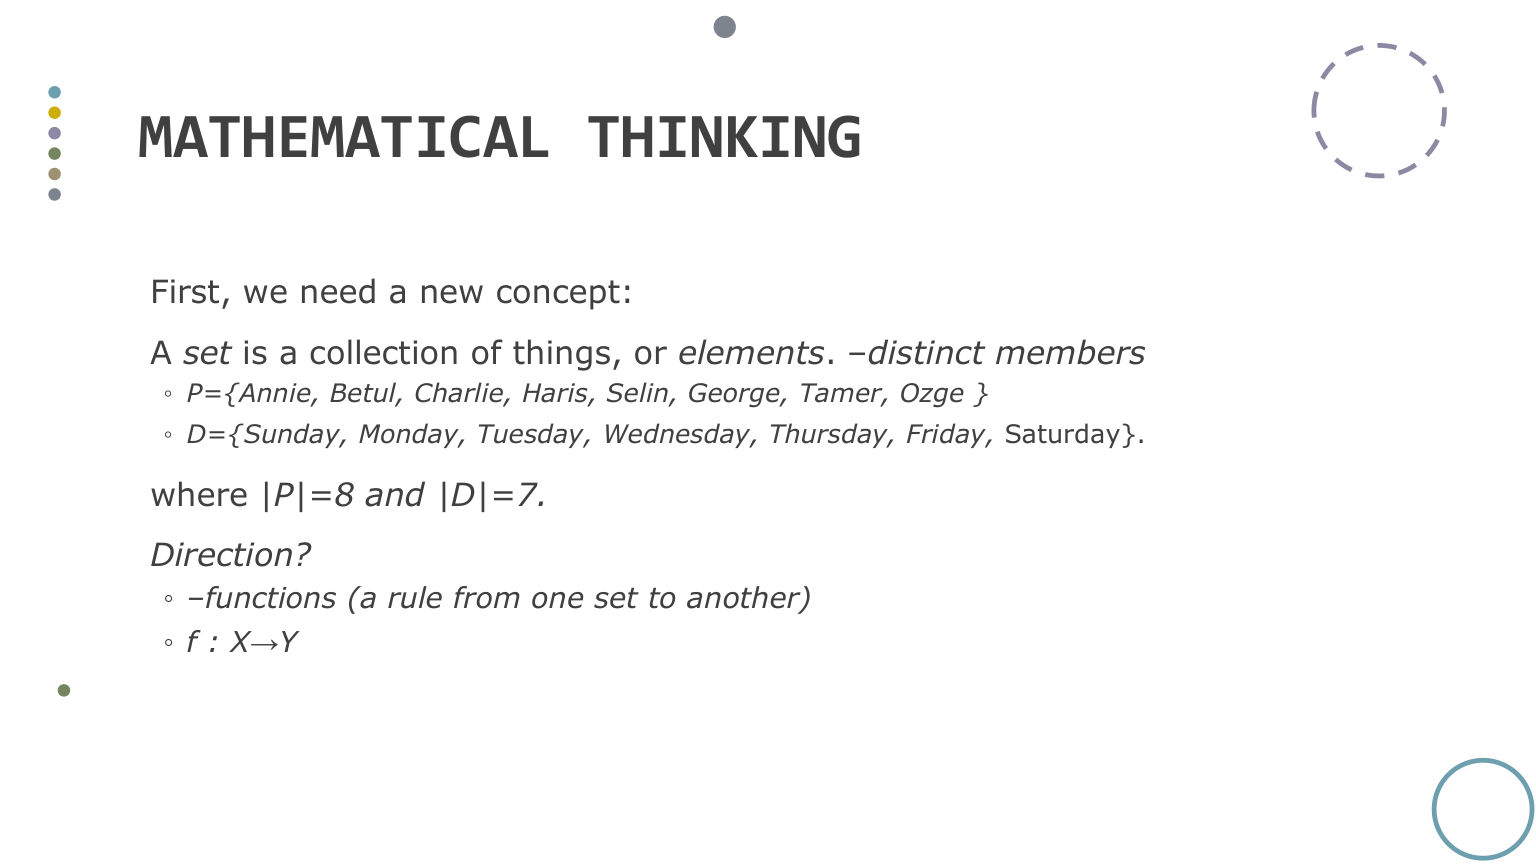 MATHEMATICAL THINKING
First, we need a new concept:
A set is a collection of things, or elements. –distinct members
◦ P={Annie, Betul, Charlie, Haris, Selin, George, Tamer, Ozge }
◦ D={Sunday, Monday, Tuesday, Wednesday, Thursday, Friday, Saturday}.
where |P|=8 and |D|=7.
Direction?
◦ –functions (a rule from one set to another)
◦ f : X→Y